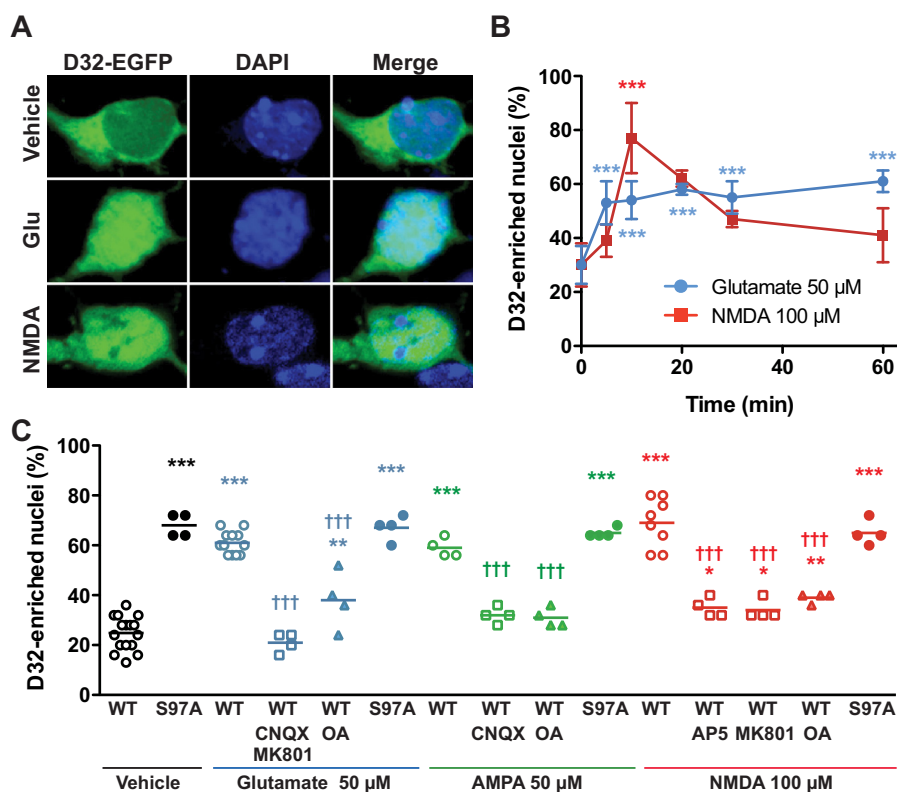 A
D32-EGFP DAPI Merge
Vehicle
Glu
NMDA
B
D32-enriched nuclei (%)
100
80
60
40
20
0
***
*** *** ***
*** ***
Glutamate 50 µM
NMDA 100 µM
0 20 40 60
Time (min)
C
D32-enriched nuclei (%)
100
80
60
40
20
0
*** *** ††† ††† ** *** *** ††† ††† *** *** ††† * ††† * ††† ** ***
WT S97A WT WT WT S97A WT WT WT S97A WT WT WT WT S97A
CNQX OA CNQX OA AP5 MK801 OA
MK801
Vehicle Glutamate 50 µM AMPA 50 µM NMDA 100 µM